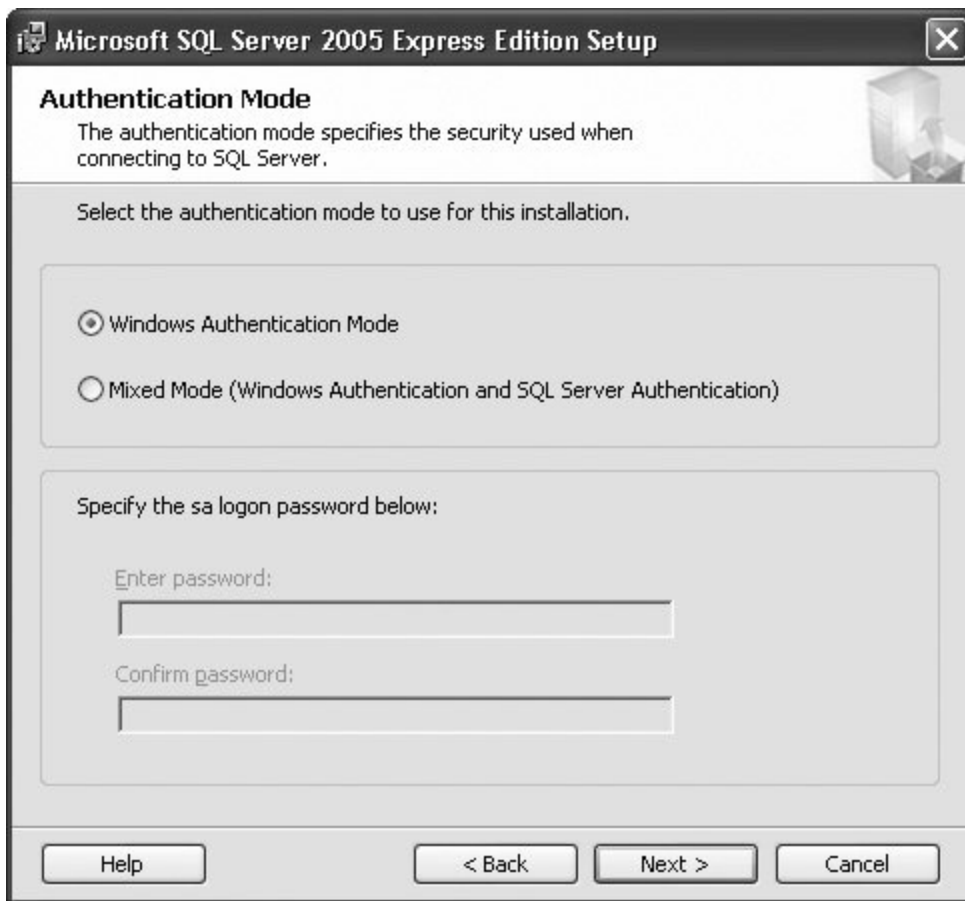 Microsoft SQL Server 2005 Express Edition Setup
Authentication Mode
The authentication mode specifies the security used when
connecting to SQL Server.
Select the authentication mode to use for this installation.
Windows Authentication Mode
Mixed Mode (Windows Authentication and SQL Server Authentication)
Specify the sa logon password below:
Enter password:
Confirm password:
Help
< Back
Next >
Cancel